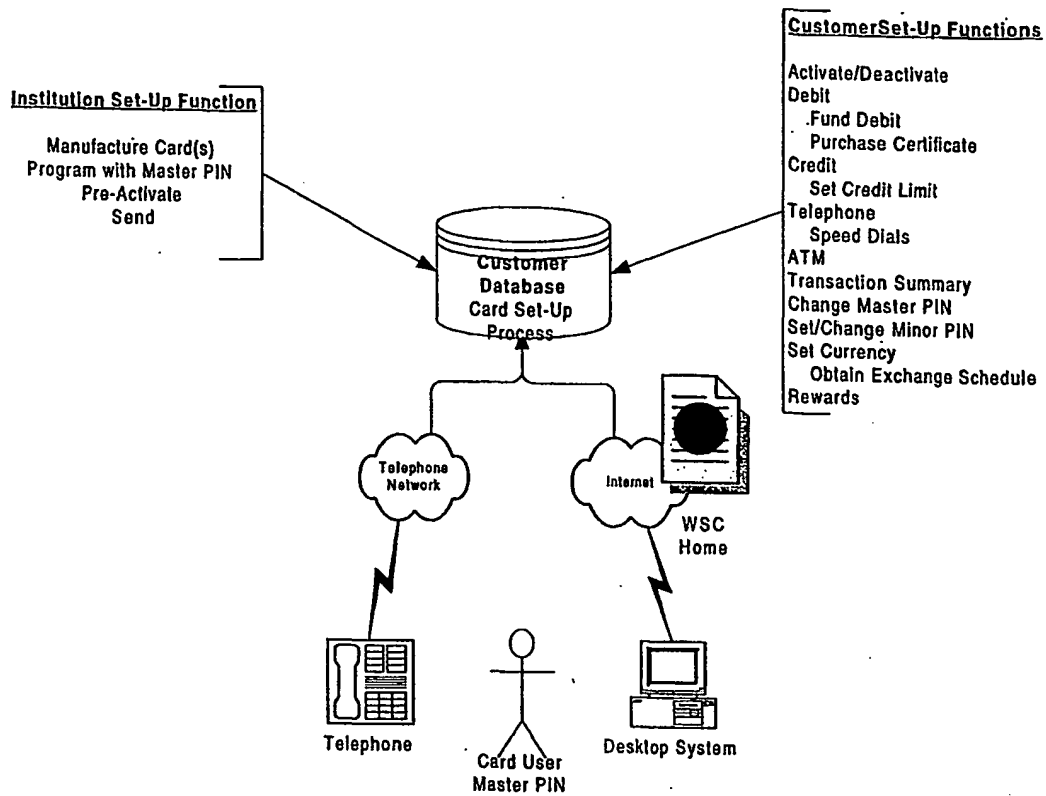 Institution Set-Up Function
Manufacture Card(s)
Program with Master PIN
Pre-Activate
Send
CustomerSet-Up Functions
Activate/Deactivate
Debit
.Fund Debit
Purchase Certificate
Credit
Set Credit Limit
Telephone
Speed Dials
ATM
Transaction Summary
Change Master PIN
Set/Change Minor PIN
Set Currency
Obtain Exchange Schedule
Rewards
Customer
Database
Card Set-Up
Process
Telephone
Network
Internet
WSC
Home
Telephone
Card User
Master PIN
Desktop System